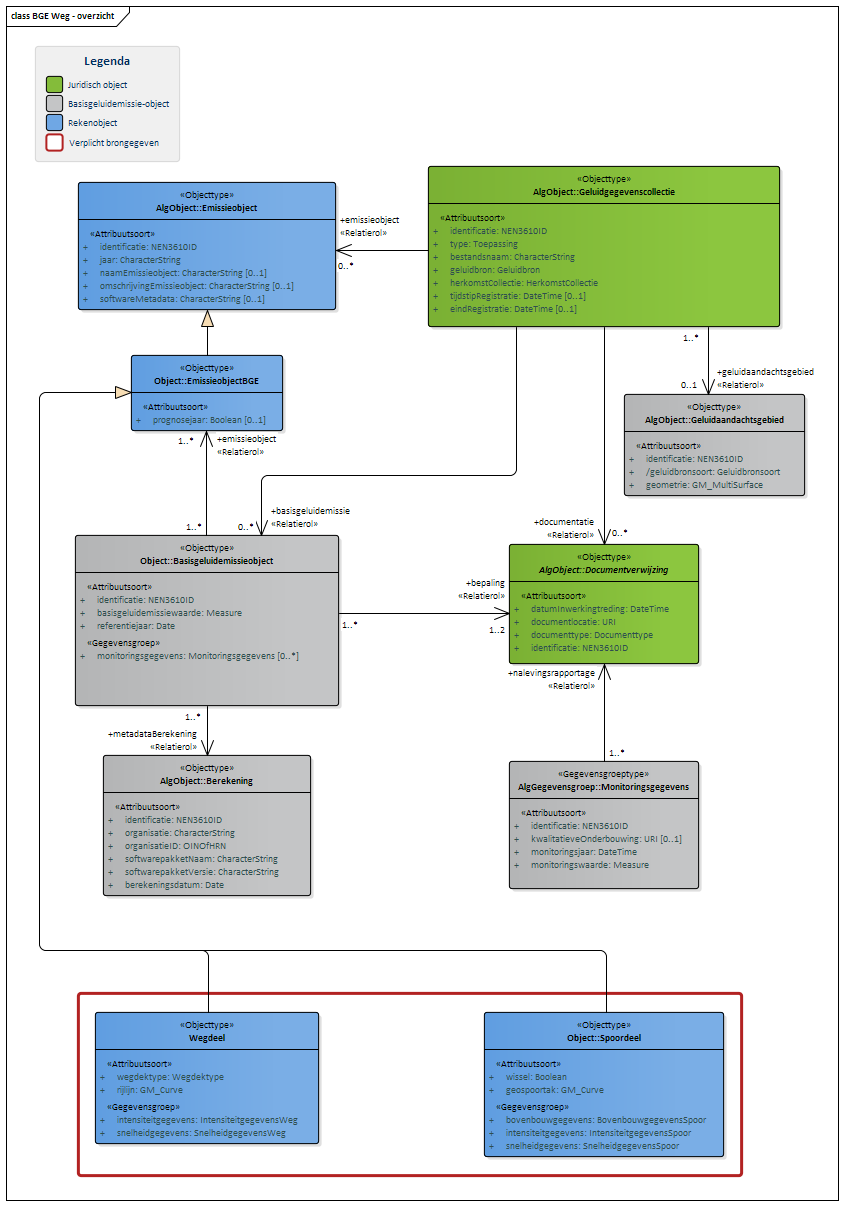 class BGE Weg - overzicht
Legenda
Juridisch object
Basisgeluidemissie-object
Rekenobject
Verplicht brongegeven
«Objecttype»
AlgObject::Emissieobject
«Attribuutsoort»
+ identificatie: NEN3610ID
+ jaar: CharacterString
+ naamEmissieobject: CharacterString [0..1]
+ omschrijvingEmissieobject: CharacterString [0..1]
+ softwareMetadata: CharacterString [0..1]
+emissieobject
«Relatierol»
0..*
«Objecttype»
AlgObject::Geluidgegevenscollectie
«Attribuutsoort»
+ identificatie: NEN3610ID
+ type: Toepassing
+ bestandsnaam: CharacterString
+ geluidbron: Geluidbron
+ herkomstCollectie: HerkomstCollectie
+ tijdstipRegistratie: DateTime [0..1]
+ eindRegistratie: DateTime [0..1]
1..*
+geluidaandachtsgebied
0..1 «Relatierol»
«Objecttype»
Object::EmissieobjectBGE
«Attribuutsoort»
+ prognosejaar: Boolean [0..1]
1..* +emissieobject
«Relatierol»
«Objecttype»
AlgObject::Geluidaandachtsgebied
«Attribuutsoort»
+ identificatie: NEN3610ID
+ /geluidbronsoort: Geluidbronsoort
+ geometrie: GM_MultiSurface
+basisgeluidemissie
1..* 0..* «Relatierol»
+documentatie
«Relatierol» 0..*
«Objecttype»
Object::Basisgeluidemissieobject
«Attribuutsoort»
+ identificatie: NEN3610ID
+ basisgeluidemissiewaarde: Measure
+ referentiejaar: Date
«Gegevensgroep»
+ monitoringsgegevens: Monitoringsgegevens [0..*]
+bepaling
«Relatierol»
1..*
1..2
«Objecttype»
AlgObject::Documentverwijzing
«Attribuutsoort»
+ datumInwerkingtreding: DateTime
+ documentlocatie: URI
+ documenttype: Documenttype
+ identificatie: NEN3610ID
+nalevingsrapportage
«Relatierol»
1..*
1..*
+metadataBerekening
«Relatierol»
«Objecttype»
AlgObject::Berekening
«Attribuutsoort»
+ identificatie: NEN3610ID
+ organisatie: CharacterString
+ organisatieID: OINOfHRN
+ softwarepakketNaam: CharacterString
+ softwarepakketVersie: CharacterString
+ berekeningsdatum: Date
«Gegevensgroeptype»
AlgGegevensgroep::Monitoringsgegevens
«Attribuutsoort»
+ identificatie: NEN3610ID
+ kwalitatieveOnderbouwing: URI [0..1]
+ monitoringsjaar: DateTime
+ monitoringswaarde: Measure
«Objecttype»
Wegdeel
«Attribuutsoort»
+ wegdektype: Wegdektype
+ rijlijn: GM_Curve
«Gegevensgroep»
+ intensiteitgegevens: IntensiteitgegevensWeg
+ snelheidgegevens: SnelheidgegevensWeg
«Objecttype»
Object::Spoordeel
«Attribuutsoort»
+ wissel: Boolean
+ geospoortak: GM_Curve
«Gegevensgroep»
+ bovenbouwgegevens: BovenbouwgegevensSpoor
+ intensiteitgegevens: IntensiteitgegevensSpoor
+ snelheidgegevens: SnelheidgegevensSpoor